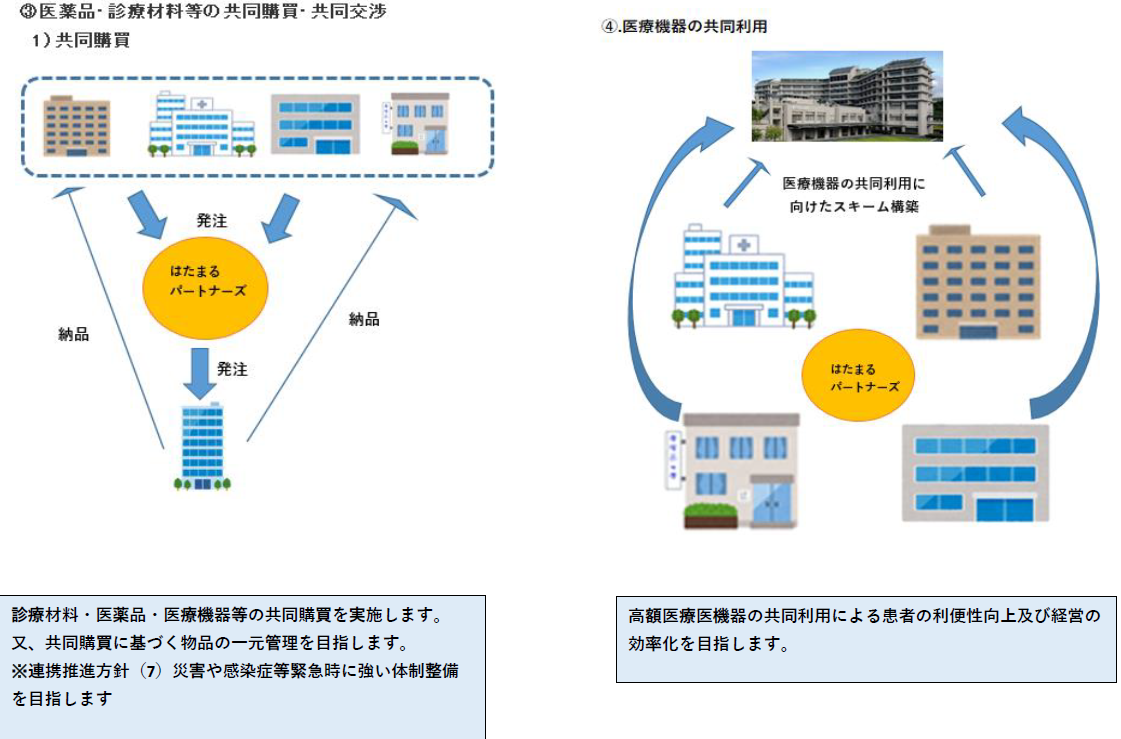 ③医薬品・診療材料等の共同購買・共同交渉
1）共同購買
発注
はたまる
パートナーズ
納品
納品
発注
診療材料・医薬品・医療機器等の共同購買を実施します。
又、共同購買に基づく物品の一元管理を目指します。
※連携推進方針（7）災害や感染症等緊急時に強い体制整備
を目指します
④.医療機器の共同利用
医療機器の共同利用に
向けたスキーム構築
はたまる
パートナーズ
高額医療医機器の共同利用による患者の利便性向上及び経営の
効率化を目指します。